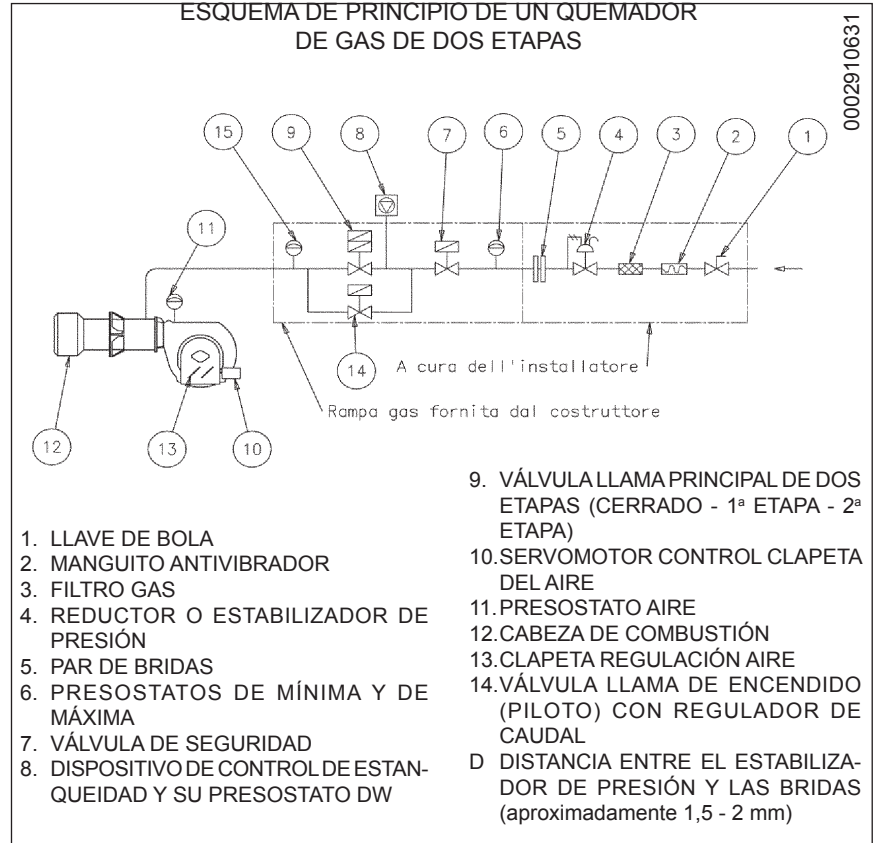 ESQUEMA DE PRINCIPIO DE UN QUEMADOR
DE GAS DE DOS ETAPAS
0002910631
15
9
8
7
6
5
4
3
2
1
11
14
A cura dell'installatore
Rampa gas fornita dal costruttore
12
13
10
1. LLAVE DE BOLA
2. MANGUITO ANTIVIBRADOR
3. FILTRO GAS
4. REDUCTOR O ESTABILIZADOR DE
PRESIÓN
5. PAR DE BRIDAS
6. PRESOSTATOS DE MÍNIMA Y DE
MÁXIMA
7. VÁLVULA DE SEGURIDAD
8. DISPOSITIVO DE CONTROL DE ESTAN-
QUEIDAD Y SU PRESOSTATO DW
9. VÁLVULA LLAMA PRINCIPAL DE DOS
ETAPAS (CERRADO - 1ª ETAPA - 2ª
ETAPA)
10.SERVOMOTOR CONTROL CLAPETA
DEL AIRE
11.PRESOSTATO AIRE
12.CABEZA DE COMBUSTIÓN
13.CLAPETA REGULACIÓN AIRE
14.VÁLVULA LLAMA DE ENCENDIDO
(PILOTO) CON REGULADOR DE
CAUDAL
D DISTANCIA ENTRE EL ESTABILIZA-
DOR DE PRESIÓN Y LAS BRIDAS
(aproximadamente 1,5 - 2 mm)